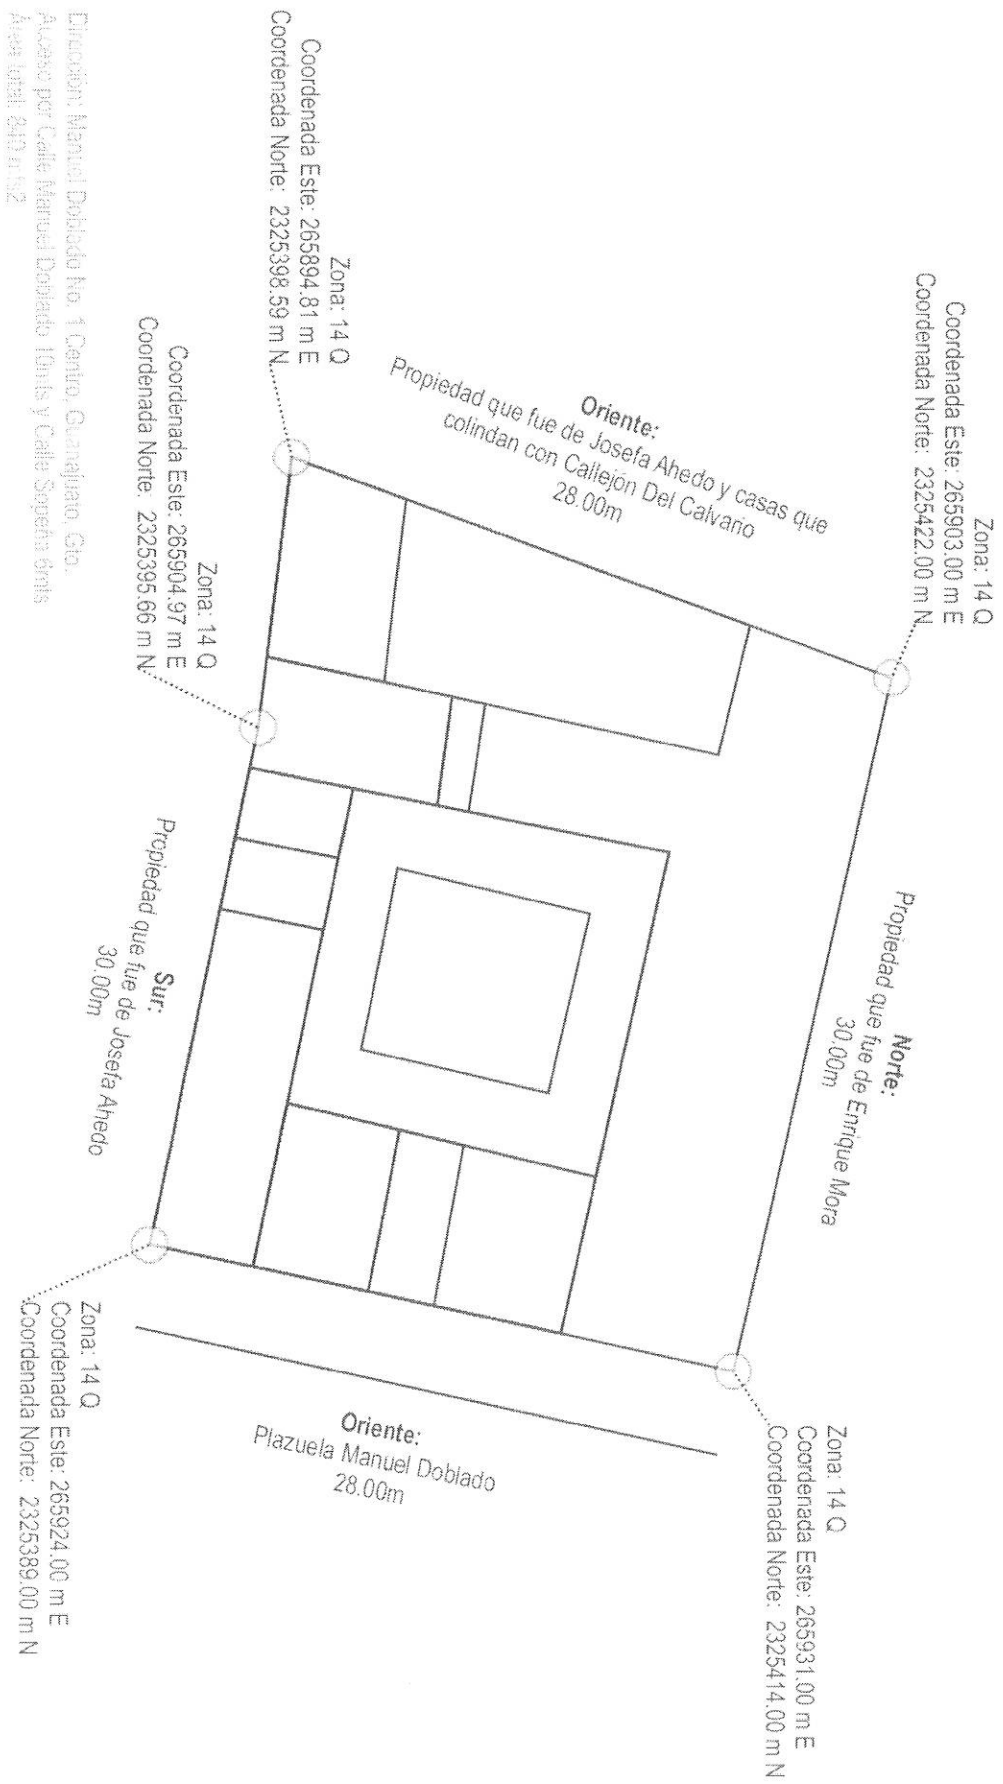 Zona: 14 Q
Coordenada Este: 265903.00 m E
Coordenada Norte: 2325422.00 m N
Norte:
Propiedad que fue de Enrique Mora
30.00m
Zona: 14 Q
Coordenada Este: 265931.00 m E
Coordenada Norte: 2325414.00 m N
Oriente:
Propiedad que fue de Josefa Ahedo y casas que
colindan con Callejón Del Calvario
28.00m
Oriente:
Plazuela Manuel Doblado
28.00m
Zona: 14 Q
Coordenada Este: 265894.81 m E
Coordenada Norte: 2325398.59 m N
Zona: 14 Q
Coordenada Este: 265904.97 m E
Coordenada Norte: 2325395.66 m N
Sur:
Propiedad que fue de Josefa Ahedo
30.00m
Zona: 14 Q
Coordenada Este: 265924.00 m E
Coordenada Norte: 2325389.00 m N
Dirección: Manuel Doblado No. 1 Centro, Guanajuato, Gto.
Acceso por Calle Manuel Doblado 10mts y Calle Sopeña 6mts
Área total: 840 mts2